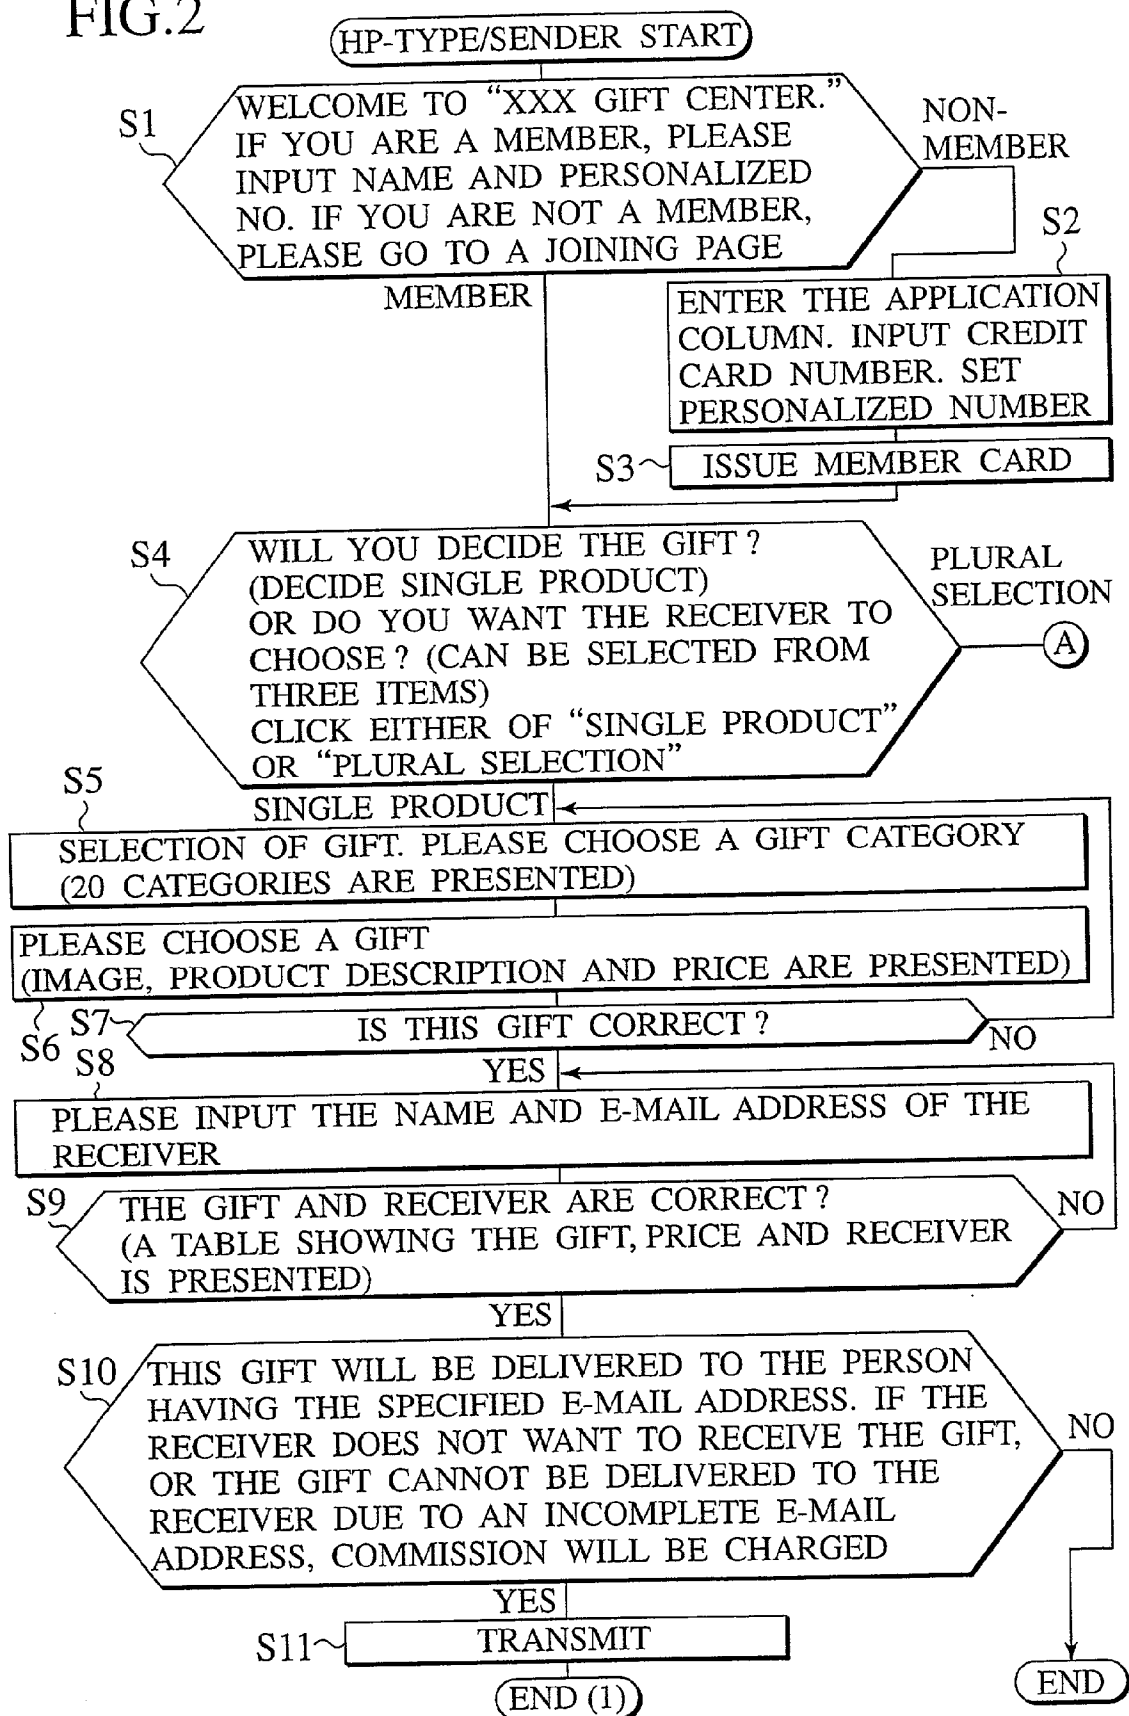 FIG.2
HP-TYPE/SENDER START
S1
WELCOME TO “XXX GIFT CENTER.”
IF YOU ARE A MEMBER, PLEASE
INPUT NAME AND PERSONALIZED
NO. IF YOU ARE NOT A MEMBER,
PLEASE GO TO A JOINING PAGE
NON-
MEMBER
MEMBER
S2
ENTER THE APPLICATION
COLUMN. INPUT CREDIT
CARD NUMBER. SET
PERSONALIZED NUMBER
S3
ISSUE MEMBER CARD
S4
WILL YOU DECIDE THE GIFT?
(DECIDE SINGLE PRODUCT)
OR DO YOU WANT THE RECEIVER TO
CHOOSE? (CAN BE SELECTED FROM
THREE ITEMS)
CLICK EITHER OF “SINGLE PRODUCT”
OR “PLURAL SELECTION”
PLURAL
SELECTION
A
SINGLE PRODUCT
S5
SELECTION OF GIFT. PLEASE CHOOSE A GIFT CATEGORY
(20 CATEGORIES ARE PRESENTED)
PLEASE CHOOSE A GIFT
(IMAGE, PRODUCT DESCRIPTION AND PRICE ARE PRESENTED)
S6
S7
IS THIS GIFT CORRECT?
NO
YES
S8
PLEASE INPUT THE NAME AND E-MAIL ADDRESS OF THE
RECEIVER
S9
THE GIFT AND RECEIVER ARE CORRECT?
(A TABLE SHOWING THE GIFT, PRICE AND RECEIVER
IS PRESENTED)
NO
YES
S10
THIS GIFT WILL BE DELIVERED TO THE PERSON
HAVING THE SPECIFIED E-MAIL ADDRESS. IF THE
RECEIVER DOES NOT WANT TO RECEIVE THE GIFT,
OR THE GIFT CANNOT BE DELIVERED TO THE
RECEIVER DUE TO AN INCOMPLETE E-MAIL
ADDRESS, COMMISSION WILL BE CHARGED
NO
YES
S11
TRANSMIT
END (1)
END